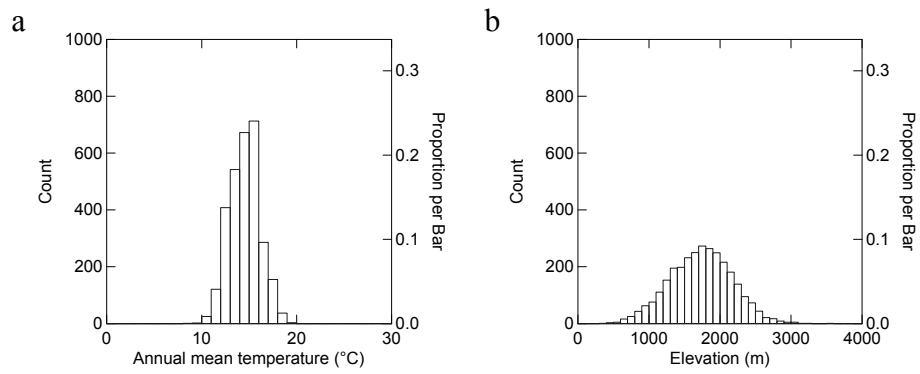 a
1000
800
600
400
200
0
Count
0.3
0.2
0.1
0.0
Proportion per Bar
0 10 20 30
Annual mean temperature (°C)
b
1000
800
600
400
200
0
Count
0.3
0.2
0.1
0.0
Proportion per Bar
0 1000 2000 3000 4000
Elevation (m)